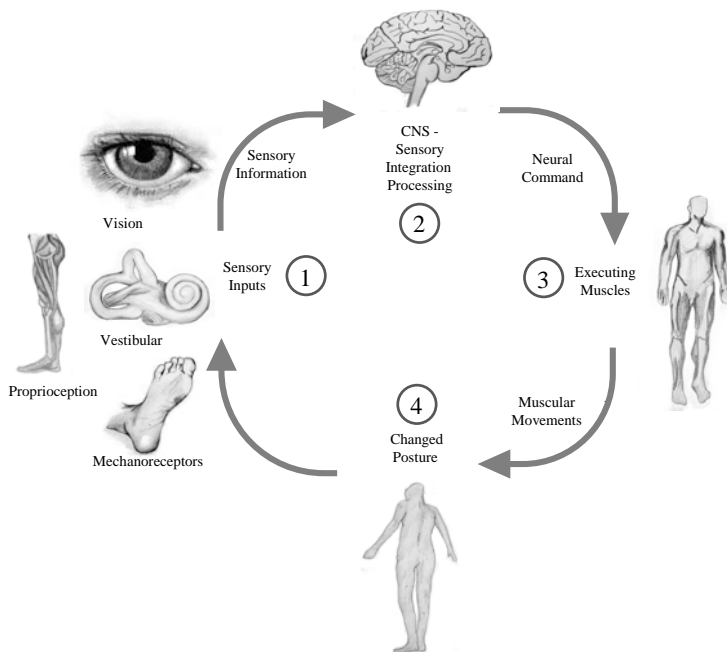 CNS -
Sensory
Integration
Processing
2
Sensory
Information
Neural
Command
Vision
Sensory
Inputs
1
3
Executing
Muscles
Vestibular
Proprioception
Mechanoreceptors
Muscular
Movements
4
Changed
Posture